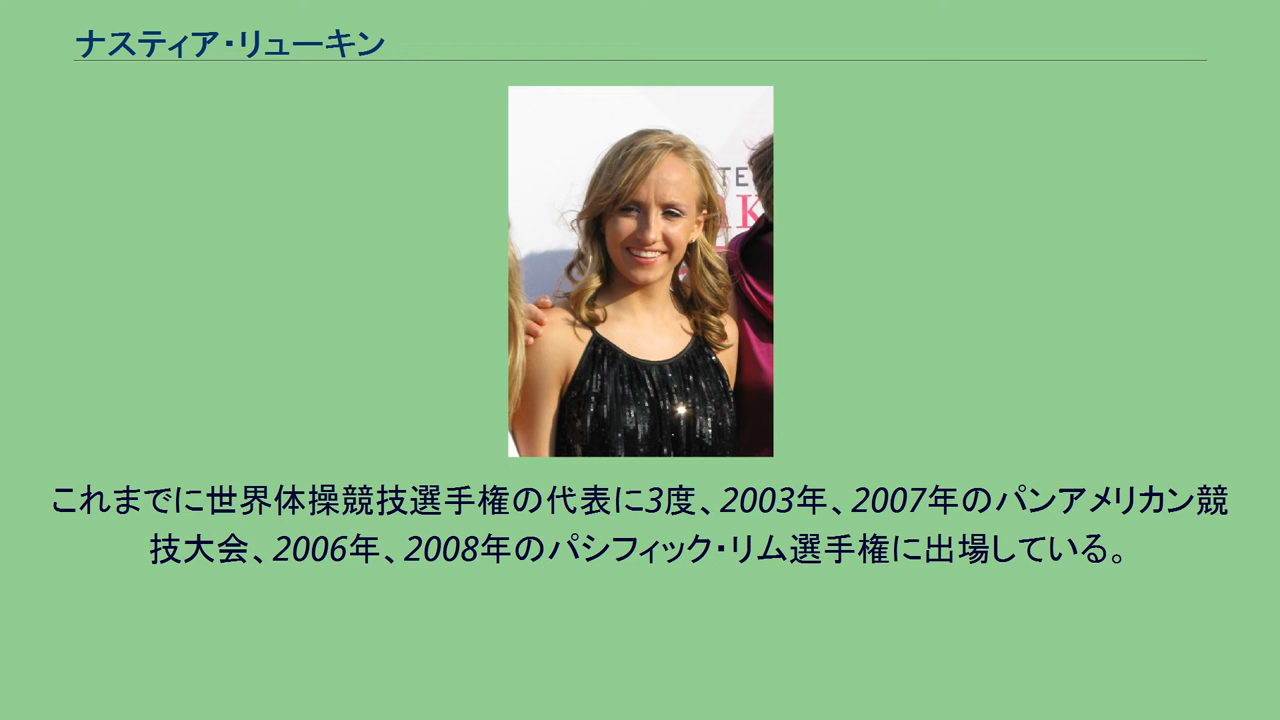 ナスティア・リューキン
TE
RK
これまでに世界体操競技選手権の代表に3度、2003年、2007年のパンアメリカン競
技大会、2006年、2008年のパシフィック・リム選手権に出場している。